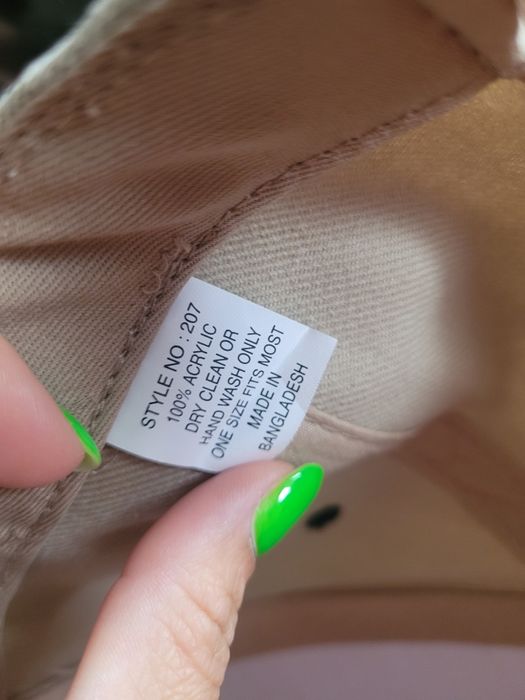 STYLE NO : 207
100% ACRYLIC
DRY CLEAN OR
HAND WASH ONLY
ONE SIZE FITS MOST
MADE IN
BANGLADESH